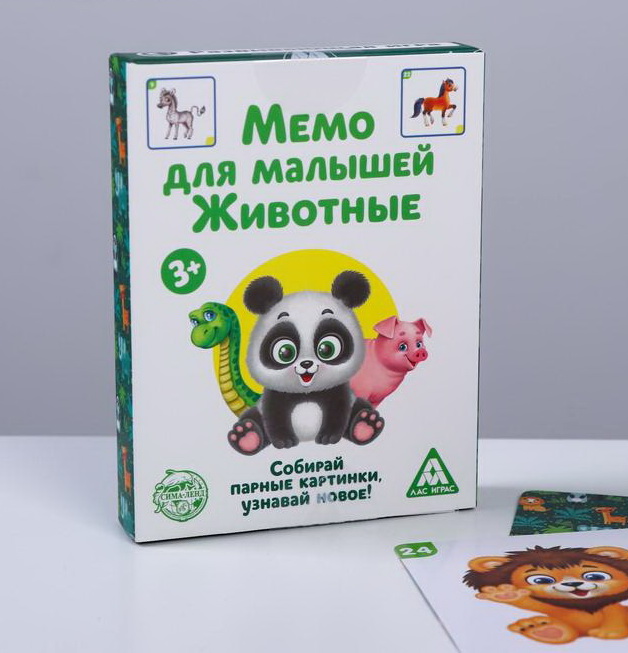 Мемо
для малышей
Животные
3+
Собирай
парные картинки,
узнавай новое!
СИМА-ЛЕНД
ЛАС ИГРАС
24